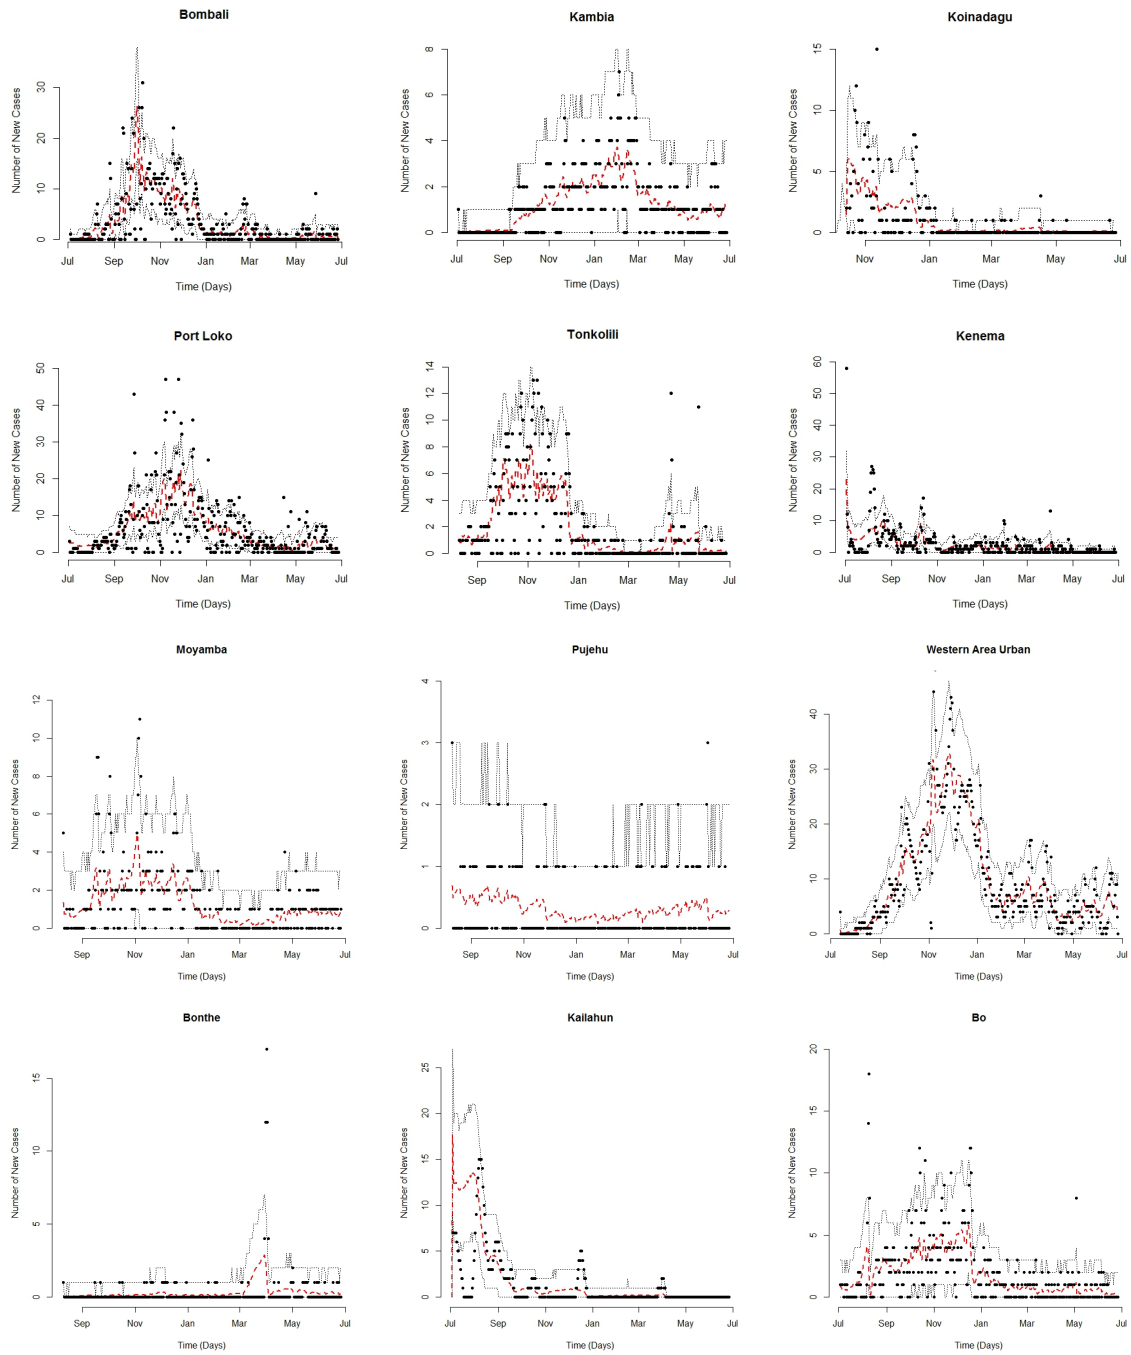 Bombali
Kambia
Koinadagu
Number of New Cases
0 10 20 30
Jul Sep Nov Jan Mar May Jul
Time (Days)
Number of New Cases
0 2 4 6 8
Jul Sep Nov Jan Mar May Jul
Time (Days)
Number of New Cases
0 5 10 15
Nov Jan Mar May Jul
Time (Days)
Port Loko
Tonkolili
Kenema
Number of New Cases
0 10 20 30 40 50
Jul Sep Nov Jan Mar May Jul
Time (Days)
Number of New Cases
0 2 4 6 8 10 12 14
Sep Nov Jan Mar May Jul
Time (Days)
Number of New Cases
0 10 20 30 40 50 60
Jul Sep Nov Jan Mar May Jul
Time (Days)
Moyamba
Pujehu
Western Area Urban
Number of New Cases
0 2 4 6 8 10 12
Sep Nov Jan Mar May Jul
Time (Days)
Number of New Cases
0 1 2 3 4
Sep Nov Jan Mar May Jul
Time (Days)
Number of New Cases
0 10 20 30 40
Jul Sep Nov Jan Mar May Jul
Time (Days)
Bonthe
Kailahun
Bo
Number of New Cases
0 5 10 15
Sep Nov Jan Mar May Jul
Time (Days)
Number of New Cases
0 5 10 15 20 25
Jul Sep Nov Jan Mar May Jul
Time (Days)
Number of New Cases
0 5 10 15 20
Jul Sep Nov Jan Mar May Jul
Time (Days)